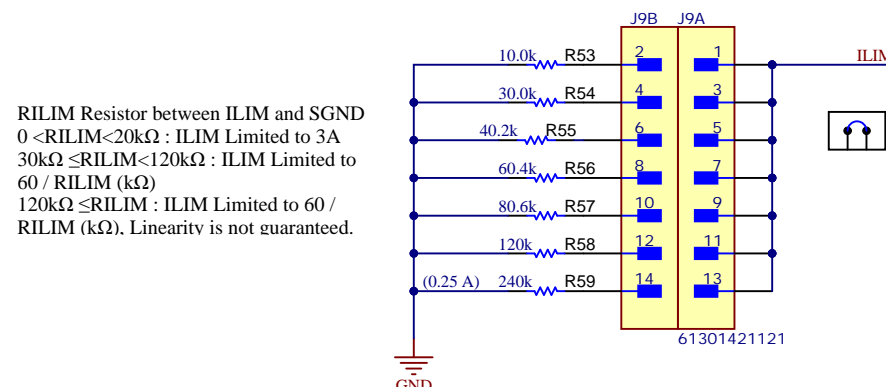 J9B J9A
10.0k R53 2 1 ILIM
30.0k R54 4 3
40.2k R55 6 5
60.4k R56 8 7
80.6k R57 10 9
120k R58 12 11
(0.25 A) 240k R59 14 13
61301421121
GND
RILIM Resistor between ILIM and SGND
0 <RILIM<20kΩ : ILIM Limited to 3A
30kΩ ≤RILIM<120kΩ : ILIM Limited to
60 / RILIM (kΩ)
120kΩ ≤RILIM : ILIM Limited to 60 /
RILIM (kΩ), Linearity is not guaranteed.